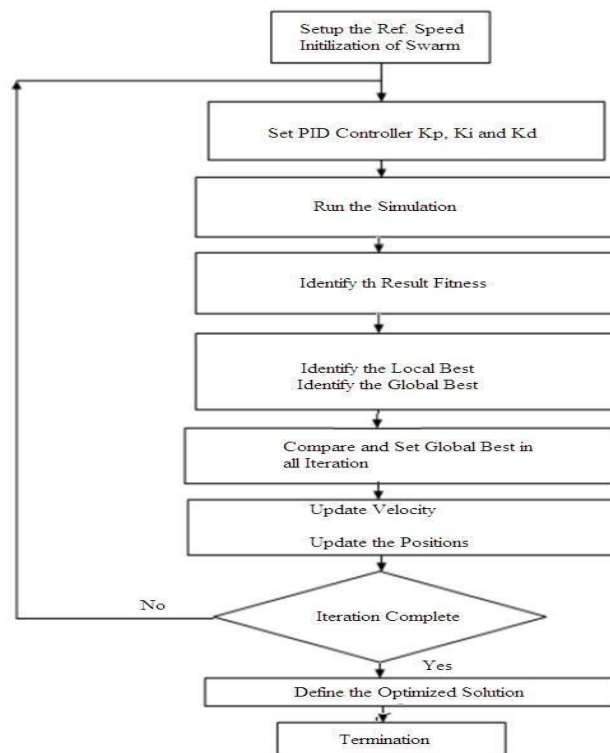 Setup the Ref. Speed
Initilization of Swarm
Set PID Controller Kp, Ki and Kd
Run the Simulation
Identify th Result Fitness
Identify the Local Best
Identify the Global Best
Compare and Set Global Best in
all Iteration
Update Velocity
Update the Positions
No
Iteration Complete
Yes
Define the Optimized Solution
Termination